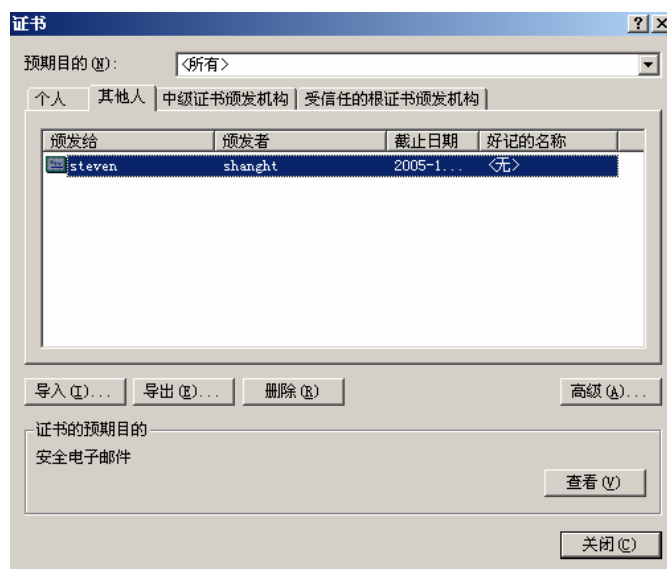 证书
预期目的(N): <所有>
个人 其他人 中级证书颁发机构 受信任的根证书颁发机构
颁发给 颁发者 截止日期 好记的名称
steven shanght 2005-1... <无>
导入(I)... 导出(E)... 删除(R) 高级(A)...
证书的预期目的
安全电子邮件
查看(V)
关闭(C)